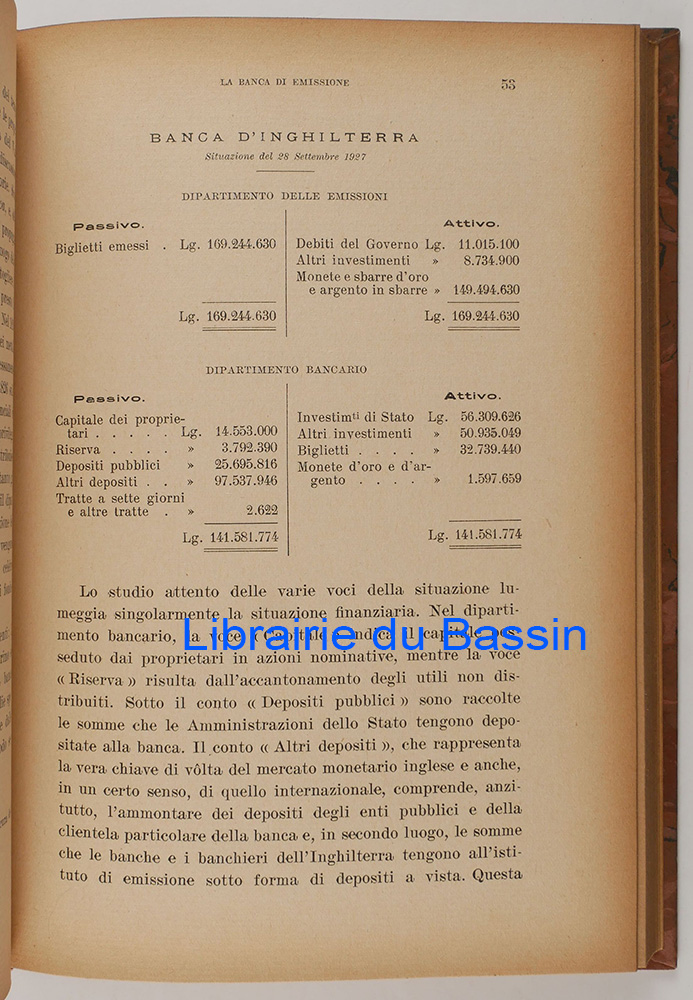 LA BANCA DI EMISSIONE 53
BANCA D'INGHILTERRA
Situazione del 28 Settembre 1927
DIPARTIMENTO DELLE EMISSIONI
Passivo.
Biglietti emessi . Lg. 169.244.630
Lg. 169.244.630
Attivo.
Debiti del Governo Lg. 11.015.100
Altri investimenti » 8.734.900
Monete e sbarre d'oro
e argento in sbarre » 149.494.630
Lg. 169.244.630
DIPARTIMENTO BANCARIO
Passivo.
Capitale dei proprie-
tari . . . . . Lg. 14.553.000
Riserva . . . . » 3.792.390
Depositi pubblici » 25.695.816
Altri depositi . . » 97.537.946
Tratte a sette giorni
e altre tratte . » 2.622
Lg. 141.581.774
Attivo.
Investimti di Stato Lg. 56.309.626
Altri investimenti » 50.935.049
Biglietti . . . . » 32.739.440
Monete d'oro e d'ar-
gento . . . . » 1.597.659
Lg. 141.581.774
Lo studio attento delle varie voci della situazione lu-
meggia singolarmente la situazione finanziaria. Nel diparti-
mento bancario, la voce « Capitale » indica il capitale pos-
Librairie du Bassin
seduto dai proprietari in azioni nominative, mentre la voce
« Riserva » risulta dall'accantonamento degli utili non dis-
tribuiti. Sotto il conto « Depositi pubblici » sono raccolte
le somme che le Amministrazioni dello Stato tengono depo-
sitate alla banca. Il conto « Altri depositi », che rappresenta
la vera chiave di vôlta del mercato monetario inglese e anche,
in un certo senso, di quello internazionale, comprende, anzi-
tutto, l'ammontare dei depositi degli enti pubblici e della
clientela particolare della banca e, in secondo luogo, le somme
che le banche e i banchieri dell'Inghilterra tengono all'isti-
tuto di emissione sotto forma di depositi a vista. Questa